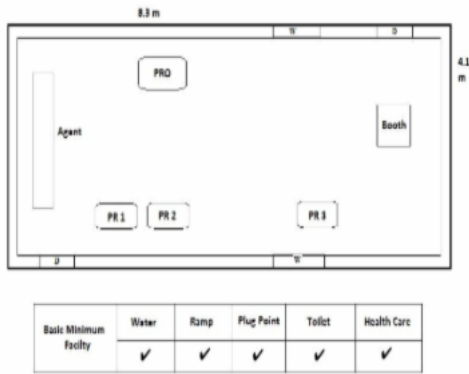 8.3 m
W
D
4.1
m
PRO
Agent
Booth
PR 1
PR 2
PR 3
D
W
Basic Minimum
Facilty
Water
Ramp
Plug Point
Toilet
Health Care
✓ ✓ ✓ ✓ ✓